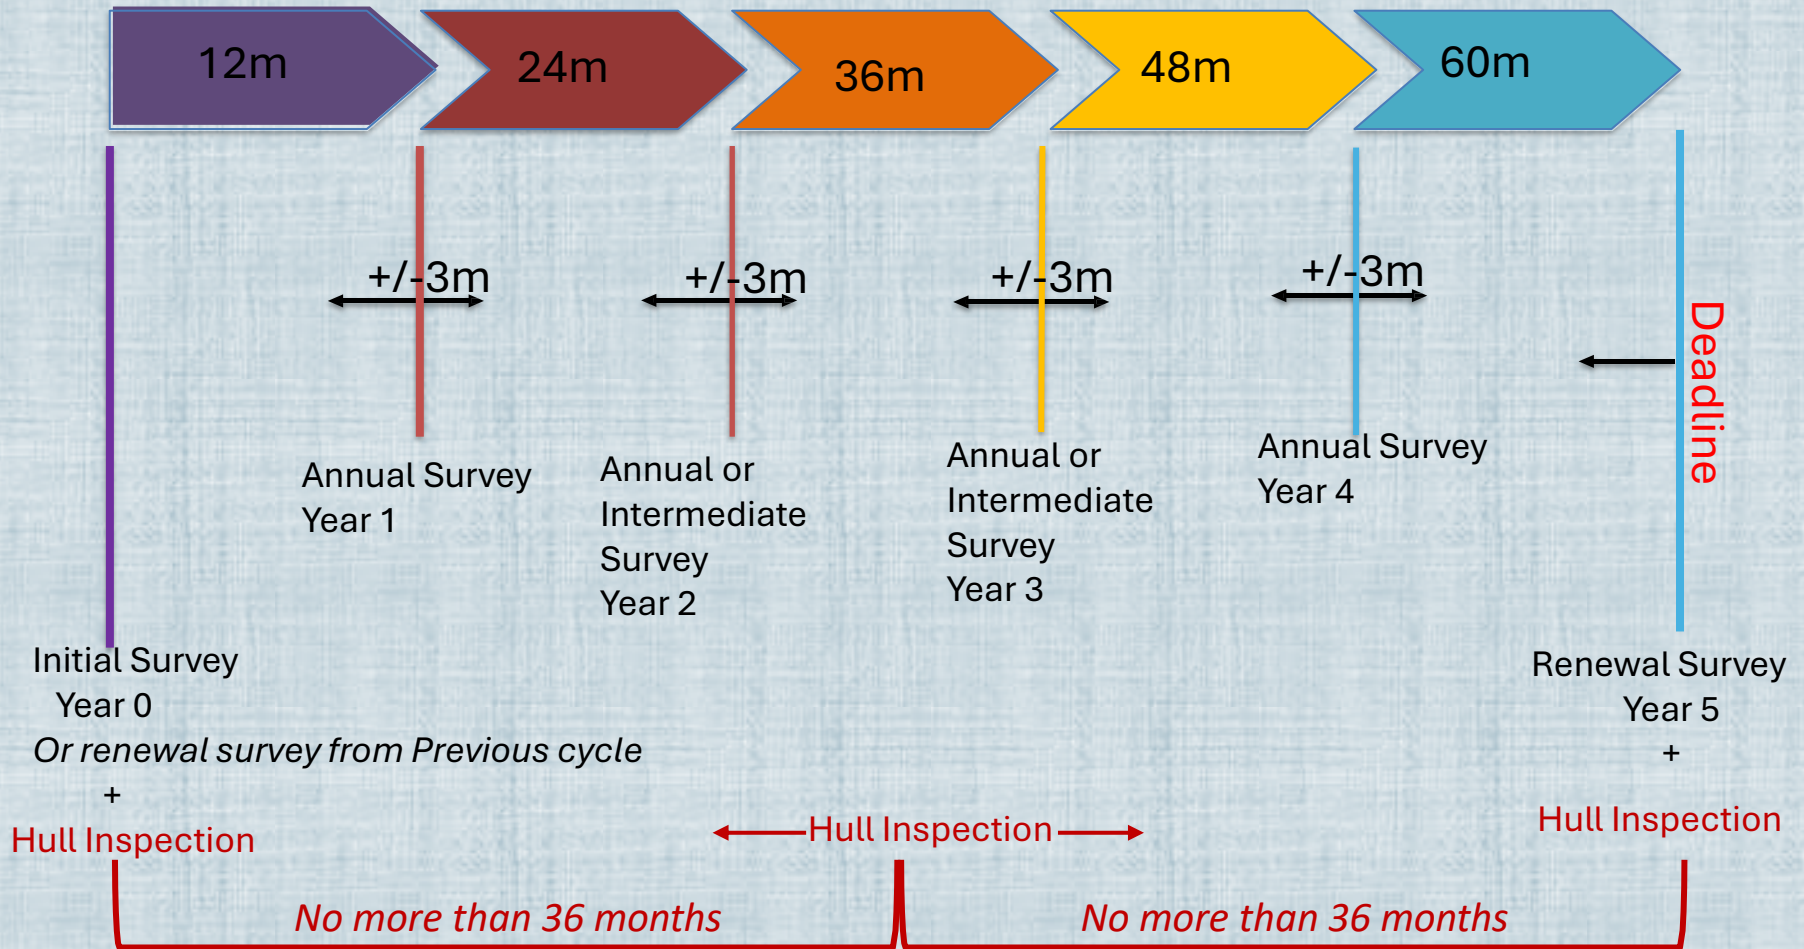 12m
24m
36m
48m
60m
+/-3m
+/-3m
+/-3m
+/-3m
Deadline
Annual Survey
Year 1
Annual or
Intermediate
Survey
Year 2
Annual or
Intermediate
Survey
Year 3
Annual Survey
Year 4
Initial Survey
Year 0
Or renewal survey from Previous cycle
+
Hull Inspection
Hull Inspection
Renewal Survey
Year 5
+
Hull Inspection
No more than 36 months
No more than 36 months